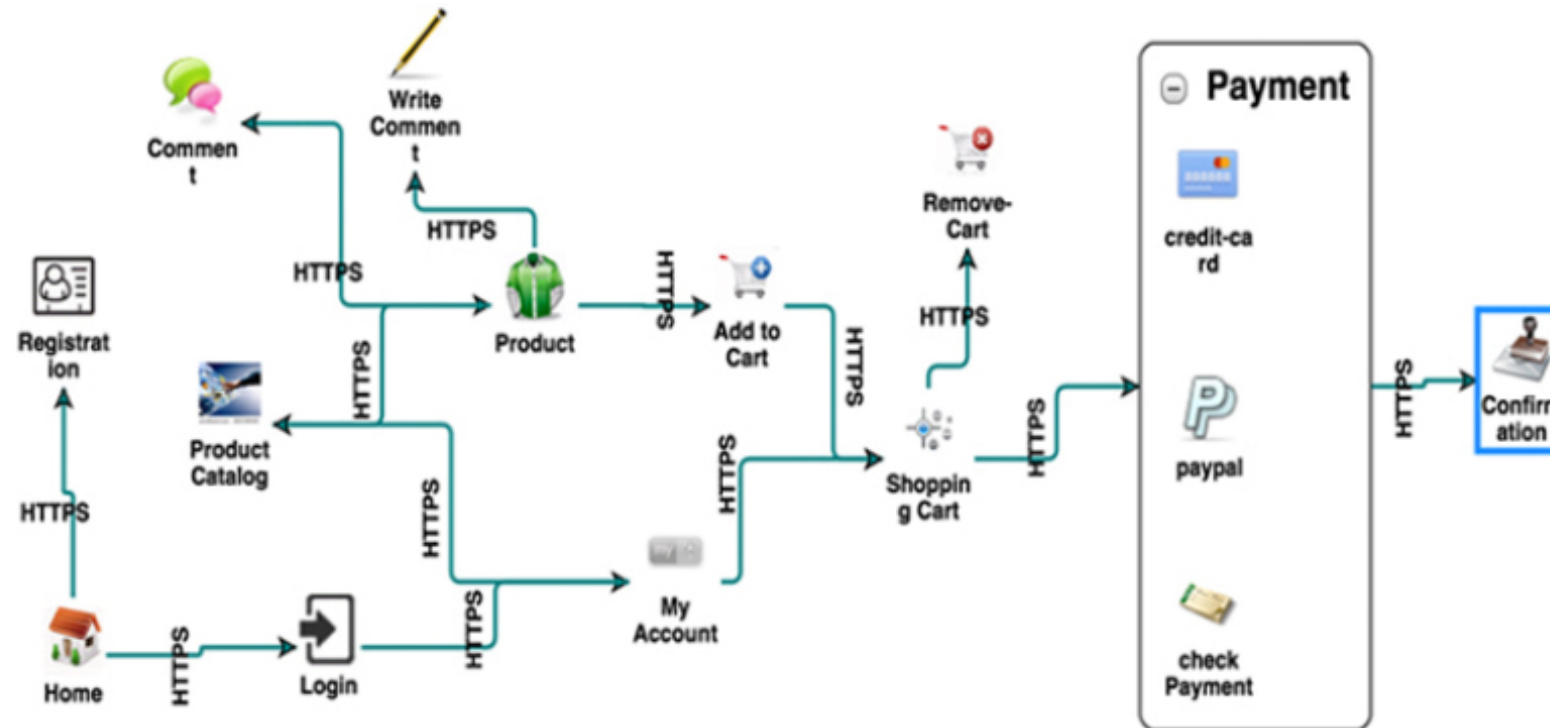 Write
Commen
t
Commen
t
HTTPS
HTTPS
Registrat
ion
HTTPS
HTTPS
Product
Catalog
HTTPS
Home
HTTPS
Login
HTTPS
My
Account
Product
HTTPS
Add to
Cart
HTTPS
HTTPS
Remove-
Cart
HTTPS
Shoppin
g Cart
HTTPS
Payment
credit-ca
rd
paypal
check
Payment
HTTPS
Confirm
ation